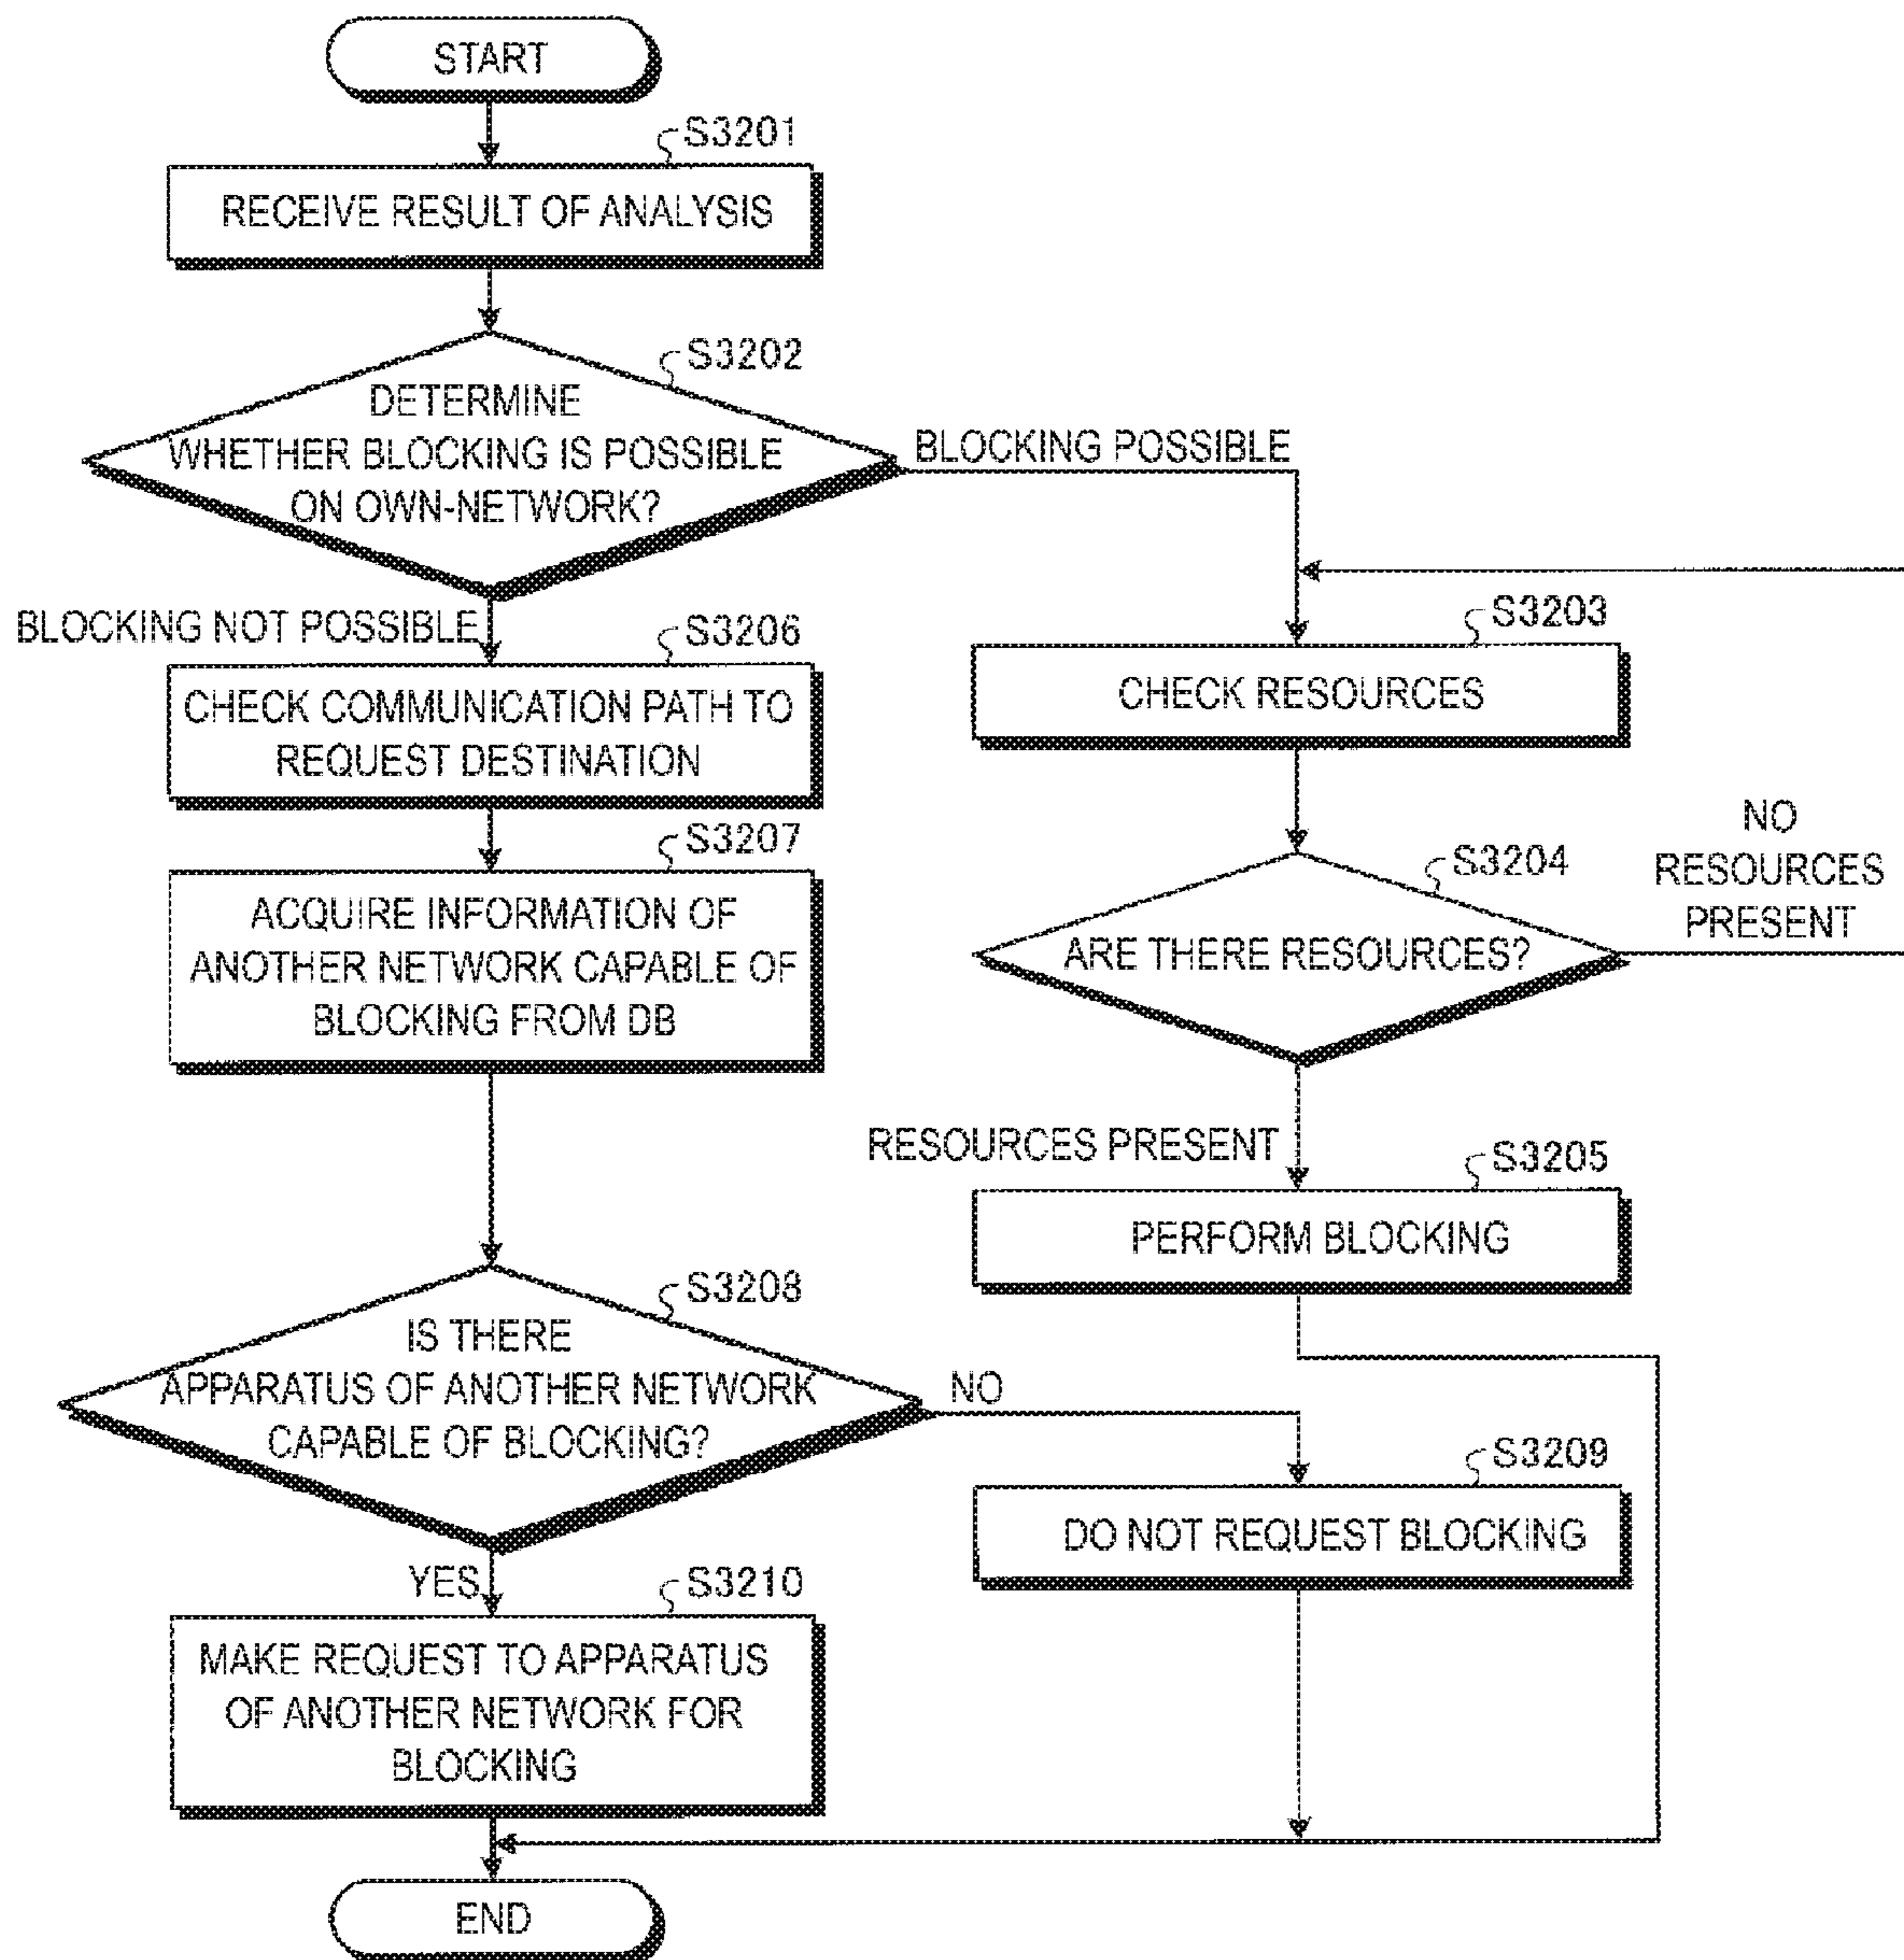 START
S3201
RECEIVE RESULT OF ANALYSIS
S3202
DETERMINE
WHETHER BLOCKING IS POSSIBLE
ON OWN-NETWORK?
BLOCKING POSSIBLE
BLOCKING NOT POSSIBLE
S3203
CHECK RESOURCES
S3204
ARE THERE RESOURCES?
NO
RESOURCES
PRESENT
RESOURCES PRESENT
S3205
PERFORM BLOCKING
S3206
CHECK COMMUNICATION PATH TO
REQUEST DESTINATION
S3207
ACQUIRE INFORMATION OF
ANOTHER NETWORK CAPABLE OF
BLOCKING FROM DB
S3208
IS THERE
APPARATUS OF ANOTHER NETWORK
CAPABLE OF BLOCKING?
NO
S3209
DO NOT REQUEST BLOCKING
YES
S3210
MAKE REQUEST TO APPARATUS
OF ANOTHER NETWORK FOR
BLOCKING
END